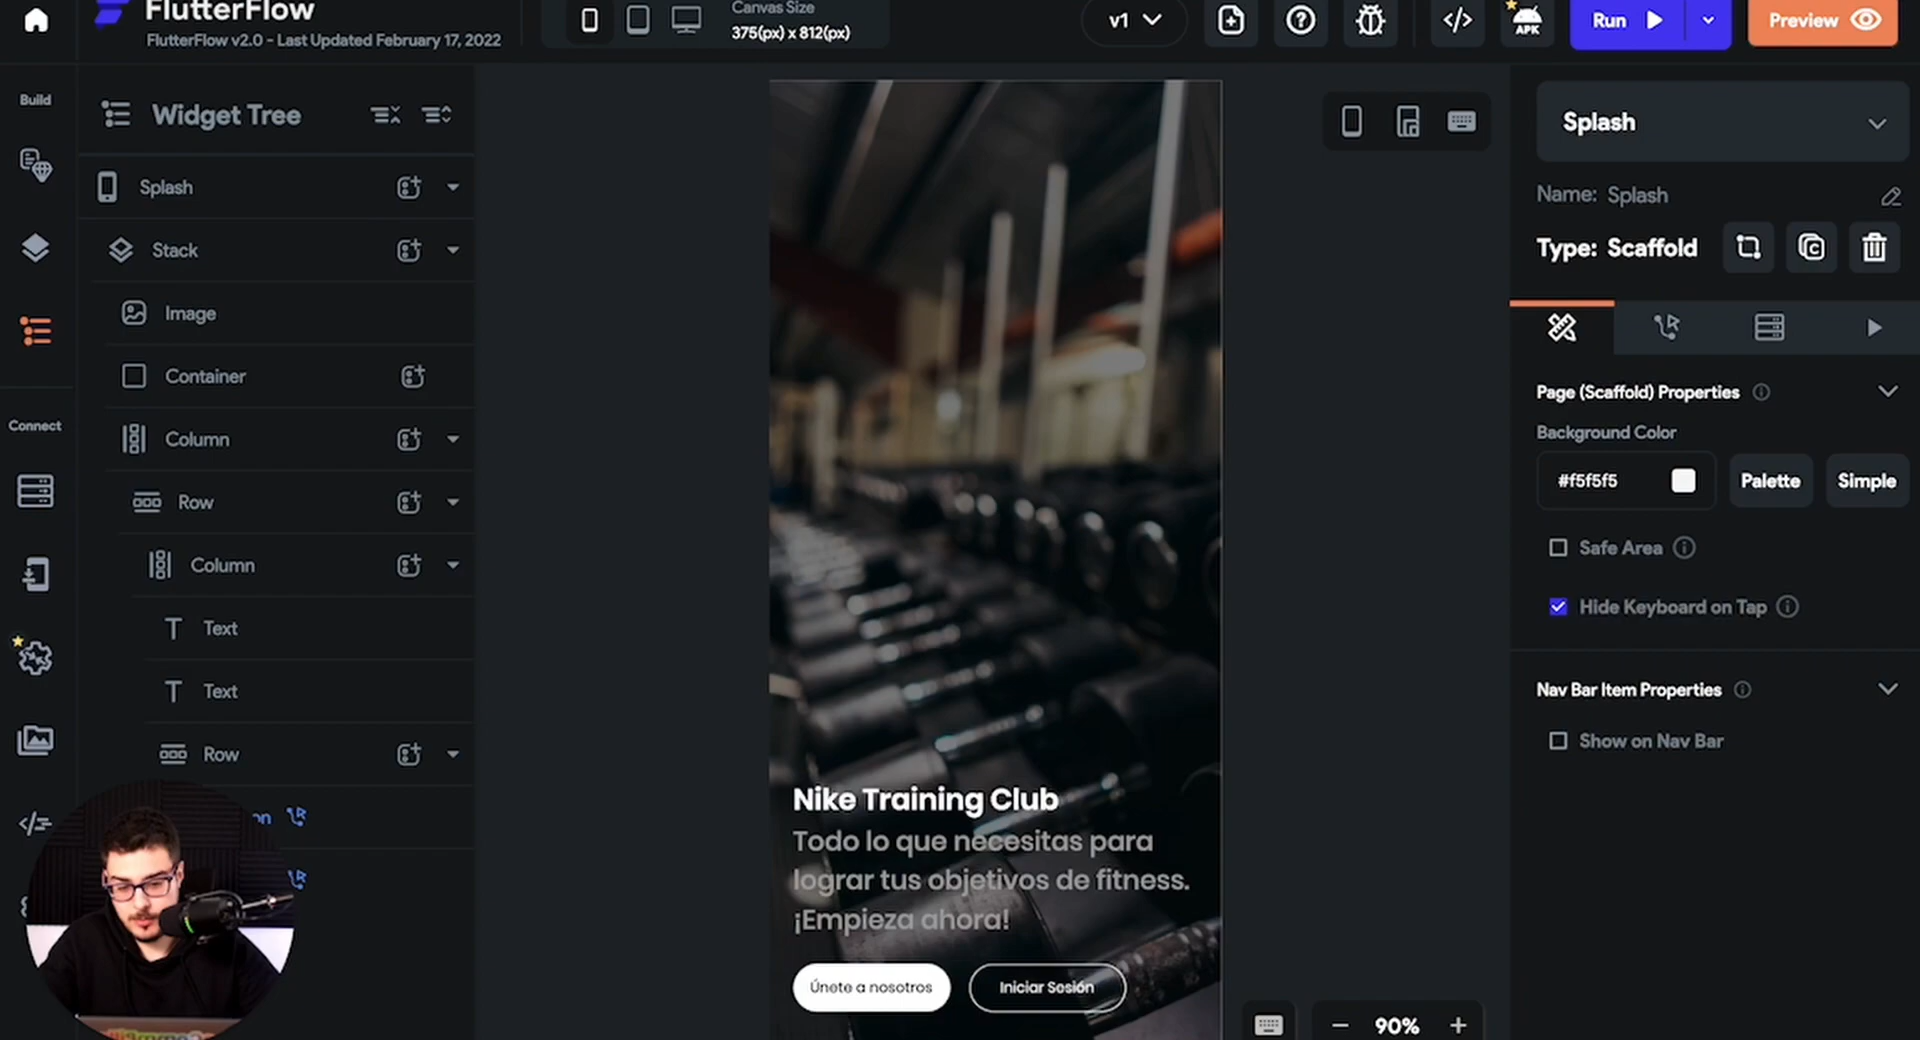 FlutterFlow
FlutterFlow v2.0 - Last Updated February 17, 2022
Canvas Size
375(px) x 812(px)
v1
APK
Run
Preview
Build
Connect
Widget Tree
Splash
Stack
Image
Container
Column
Row
Column
Text
Text
Row
on
Nike Training Club
Todo lo que necesitas para
lograr tus objetivos de fitness.
¡Empieza ahora!
Únete a nosotros
Iniciar Sesión
90%
Splash
Name: Splash
Type: Scaffold
Page (Scaffold) Properties
Background Color
#f5f5f5
Palette
Simple
Safe Area
Hide Keyboard on Tap
Nav Bar Item Properties
Show on Nav Bar